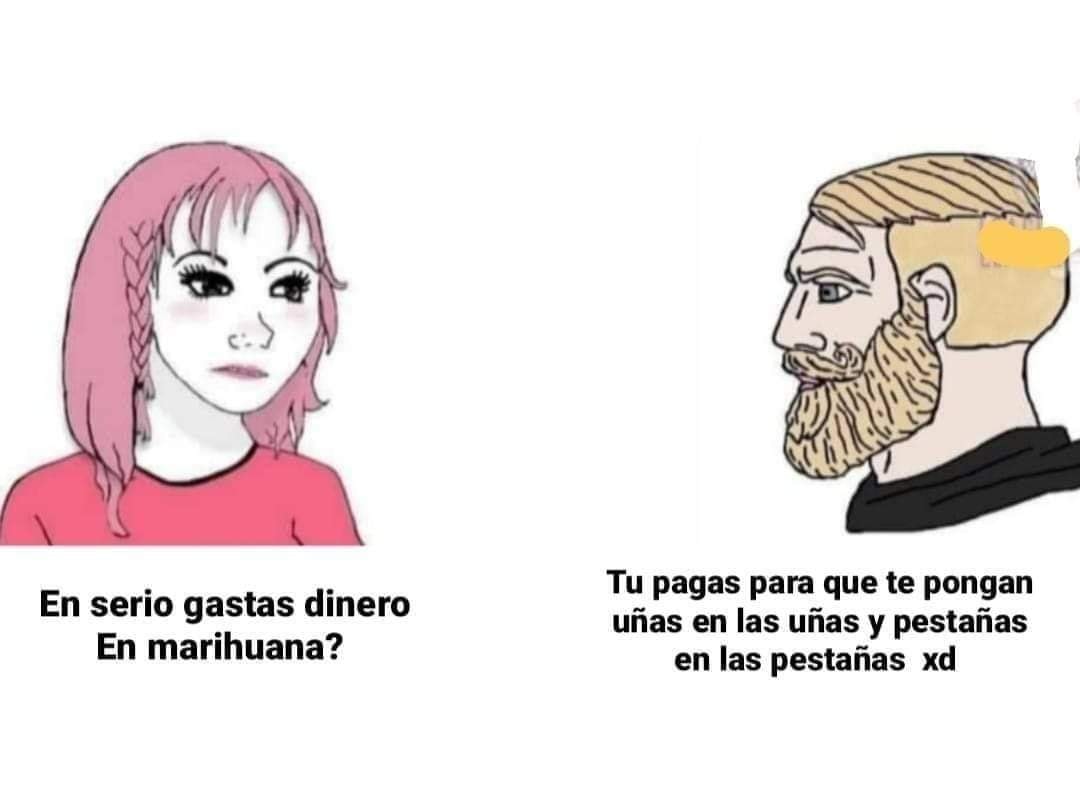 En serio gastas dinero
En marihuana?
Tu pagas para que te pongan
uñas en las uñas y pestañas
en las pestañas xd